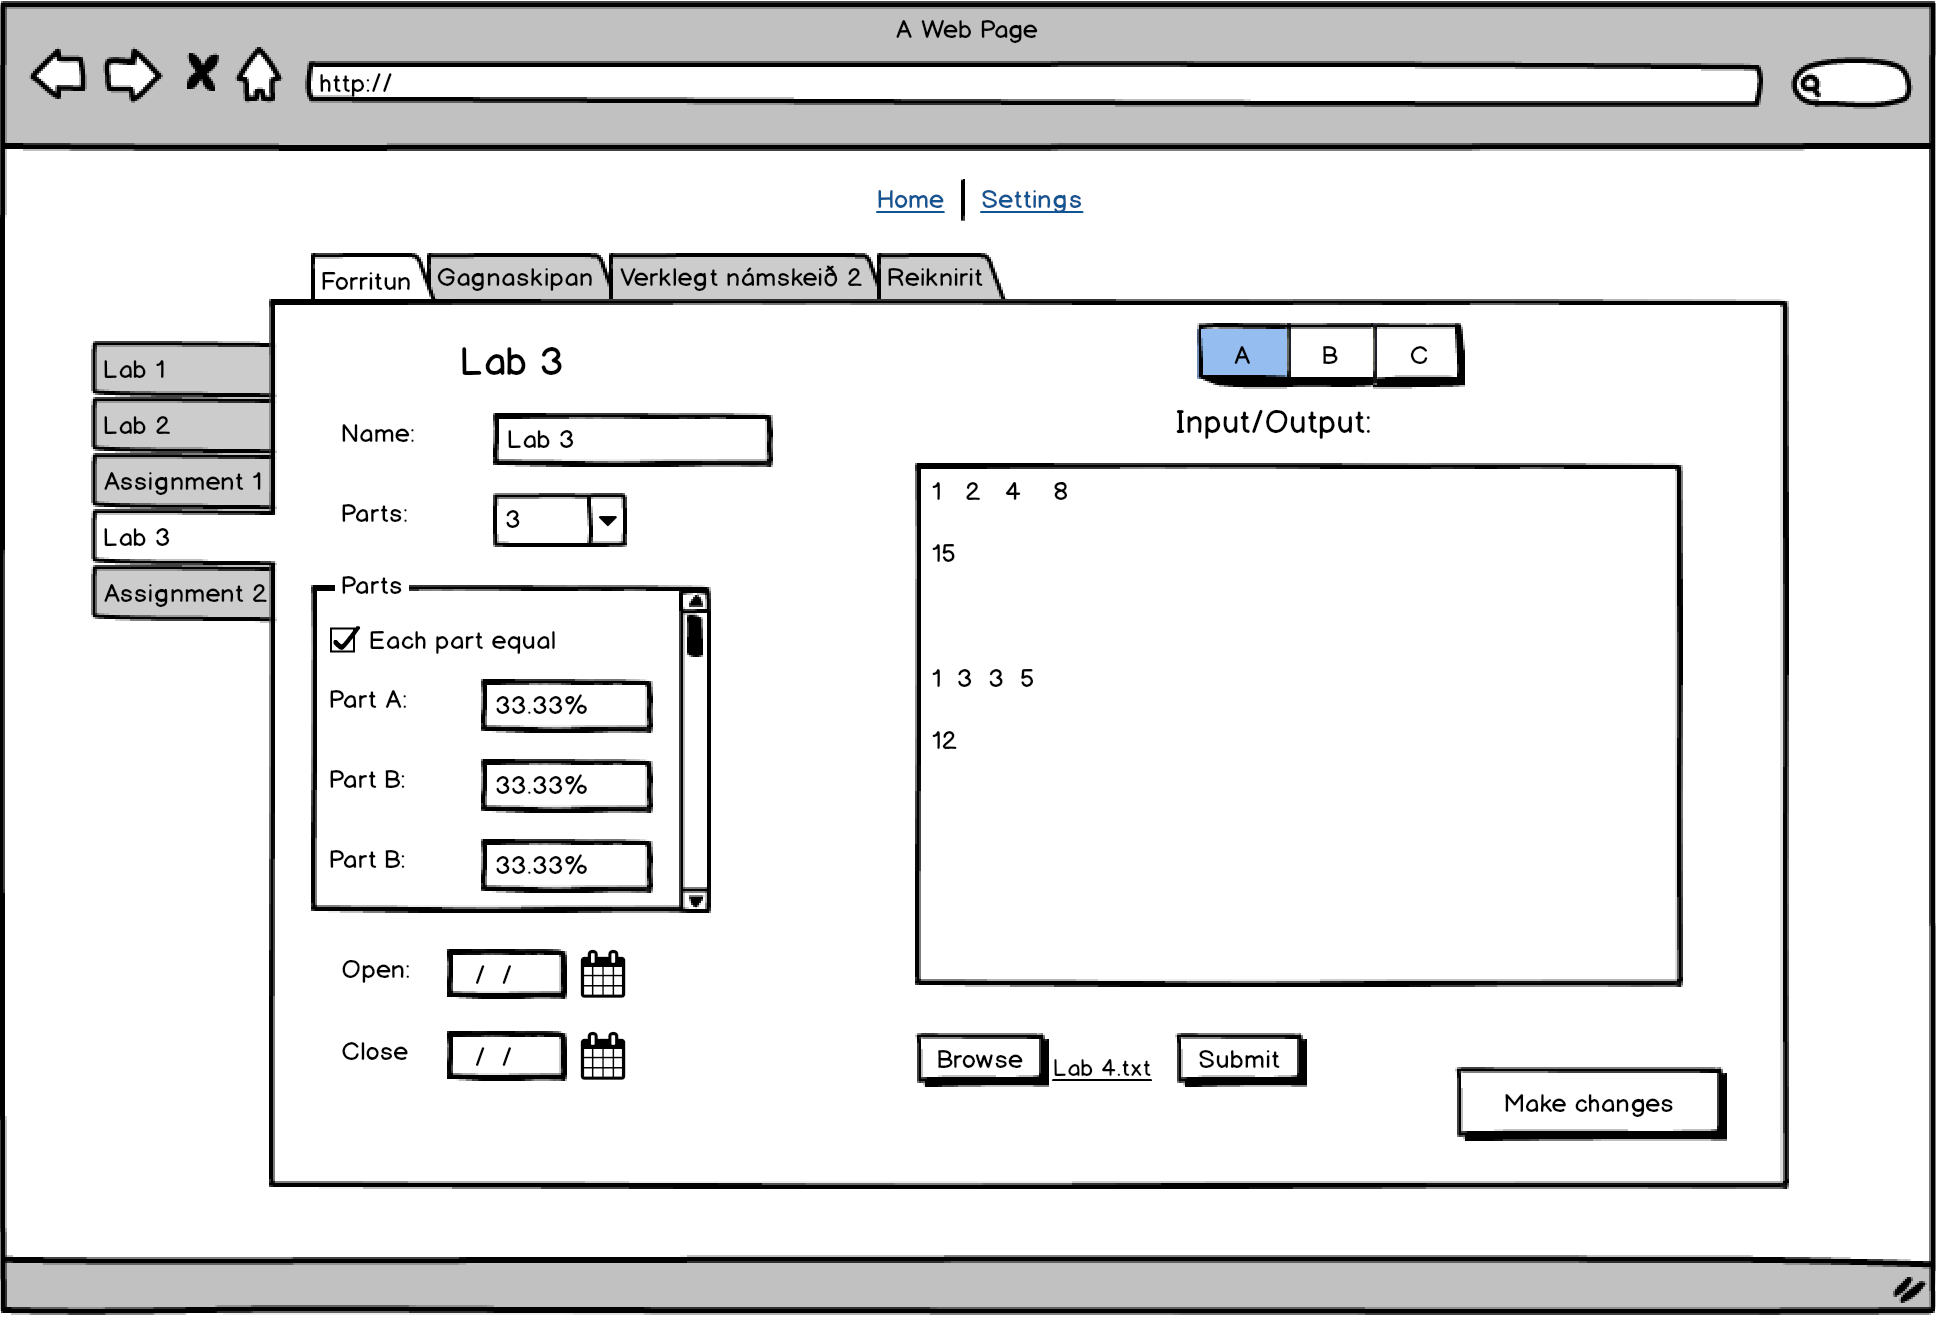 A Web Page
http://
Home | Settings
Forritun Gagnaskipan Verklegt námskeið 2 Reiknirit
Lab 1
Lab 2
Assignment 1
Lab 3
Assignment 2
Lab 3
Name: Lab 3
Parts: 3
Parts
Each part equal
Part A: 33.33%
Part B: 33.33%
Part B: 33.33%
Open: / /
Close / /
A B C
Input/Output:
1 2 4 8
15
1 3 3 5
12
Browse Lab 4.txt Submit
Make changes